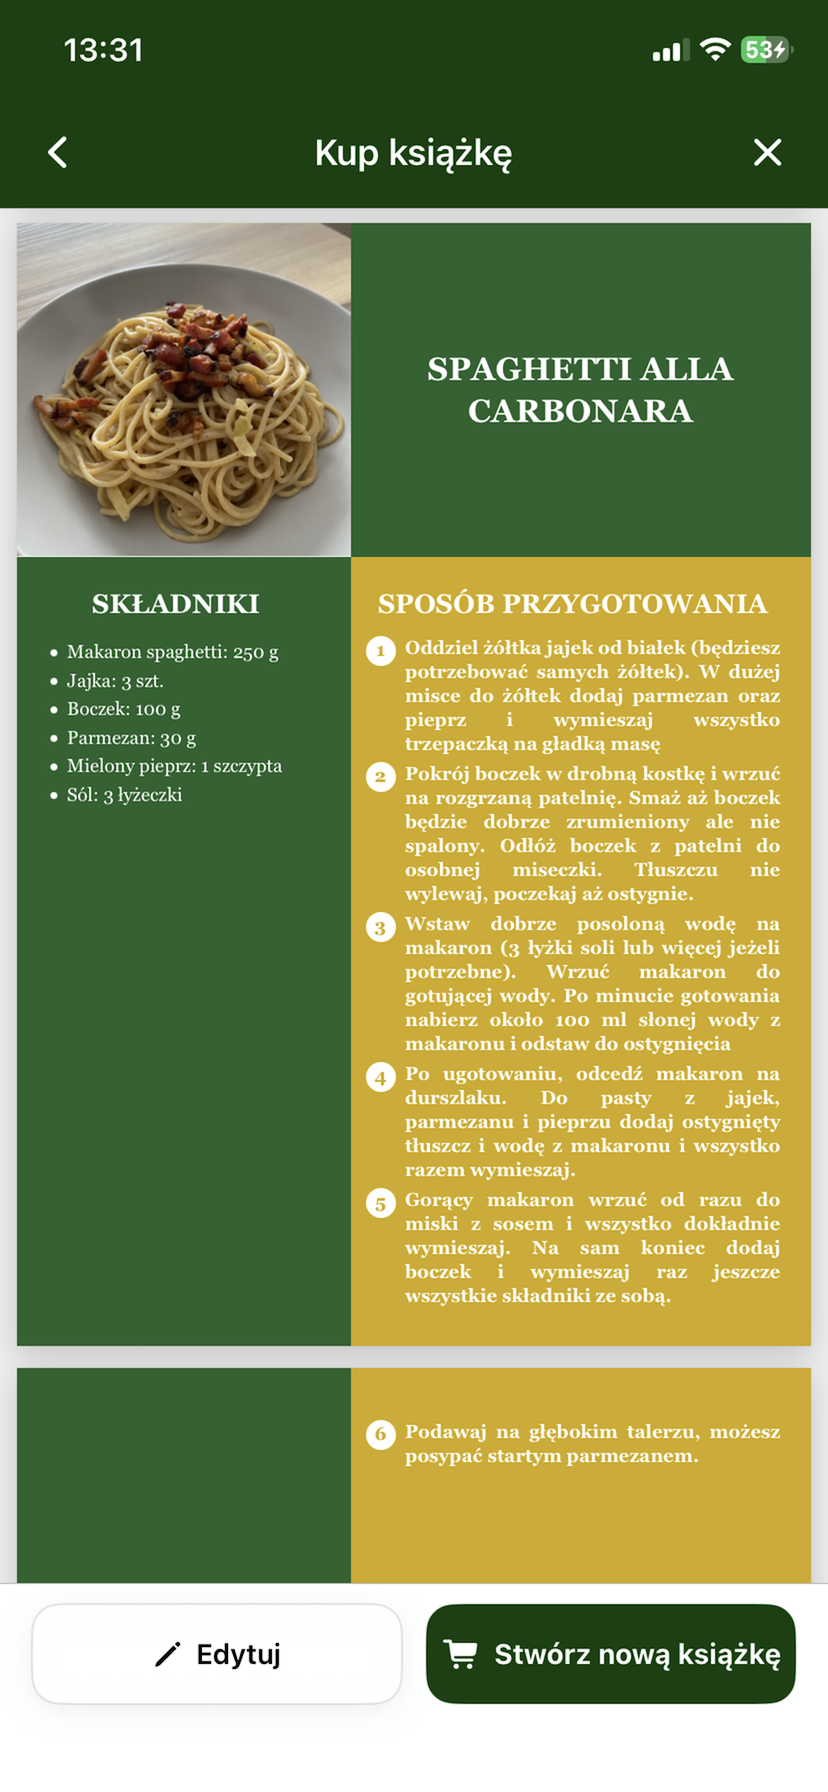 13:31
53
Kup książkę
SPAGHETTI ALLA
CARBONARA
SKŁADNIKI
• Makaron spaghetti: 250 g
• Jajka: 3 szt.
• Boczek: 100 g
• Parmezan: 30 g
• Mielony pieprz: 1 szczypta
• Sól: 3 łyżeczki
SPOSÓB PRZYGOTOWANIA
1 Oddziel żółtka jajek od białek (będziesz
potrzebować samych żółtek). W dużej
misce do żółtek dodaj parmezan oraz
pieprz i wymieszaj wszystko
trzepaczką na gładką masę
2 Pokrój boczek w drobną kostkę i wrzuć
na rozgrzaną patelnię. Smaż aż boczek
będzie dobrze zrumieniony ale nie
spalony. Odłóż boczek z patelni do
osobnej miseczki. Tłuszczu nie
wylewaj, poczekaj aż ostygnie.
3 Wstaw dobrze posoloną wodę na
makaron (3 łyżki soli lub więcej jeżeli
potrzebne). Wrzuć makaron do
gotującej wody. Po minucie gotowania
nabierz około 100 ml słonej wody z
makaronu i odstaw do ostygnięcia
4 Po ugotowaniu, odcedź makaron na
durszlaku. Do pasty z jajek,
parmezanu i pieprzu dodaj ostygnięty
tłuszcz i wodę z makaronu i wszystko
razem wymieszaj.
5 Gorący makaron wrzuć od razu do
miski z sosem i wszystko dokładnie
wymieszaj. Na sam koniec dodaj
boczek i wymieszaj raz jeszcze
wszystkie składniki ze sobą.
6 Podawaj na głębokim talerzu, możesz
posypać startym parmezanem.
Edytuj
Stwórz nową książkę